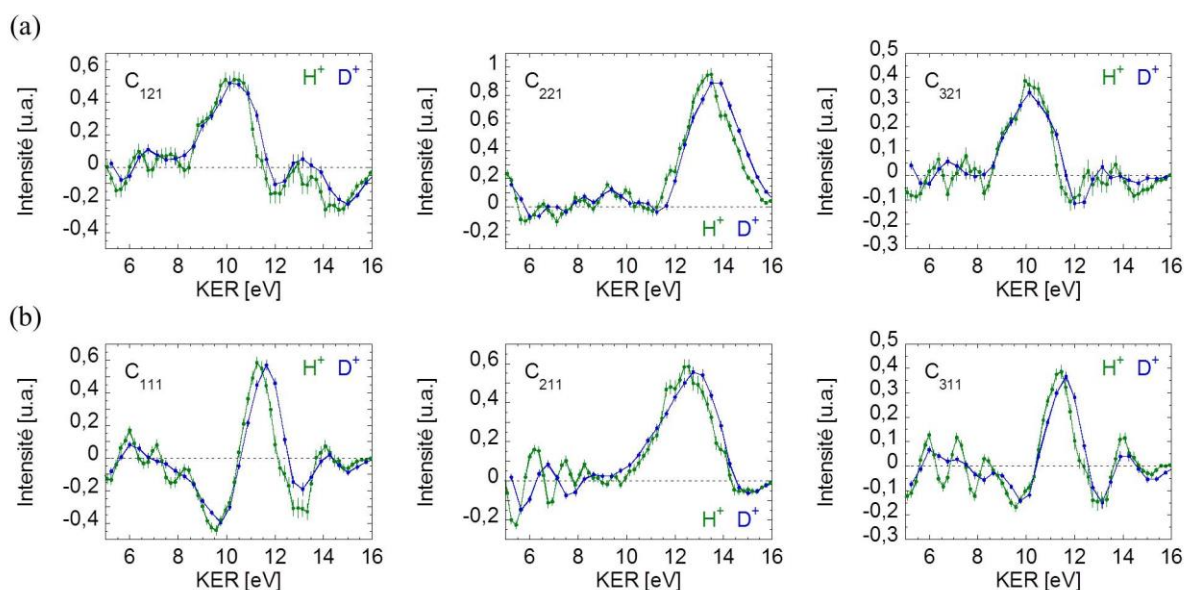 (a)
Intensité [u.a.]
0,6
0,4
0,2
0
-0,2
-0,4
C121
H+ D+
6 8 10 12 14 16
KER [eV]
Intensité [u.a.]
1
0,8
0,6
0,4
0,2
0
-0,2
C221
H+ D+
6 8 10 12 14 16
KER [eV]
Intensité [u.a.]
0,5
0,4
0,3
0,2
0,1
0
-0,1
-0,2
-0,3
C321
H+ D+
6 8 10 12 14 16
KER [eV]
(b)
Intensité [u.a.]
0,6
0,4
0,2
0
-0,2
-0,4
C111
H+ D+
6 8 10 12 14 16
KER [eV]
Intensité [u.a.]
0,6
0,4
0,2
0
-0,2
C211
H+ D+
6 8 10 12 14 16
KER [eV]
Intensité [u.a.]
0,5
0,4
0,3
0,2
0,1
0
-0,1
-0,2
-0,3
C311
H+ D+
6 8 10 12 14 16
KER [eV]